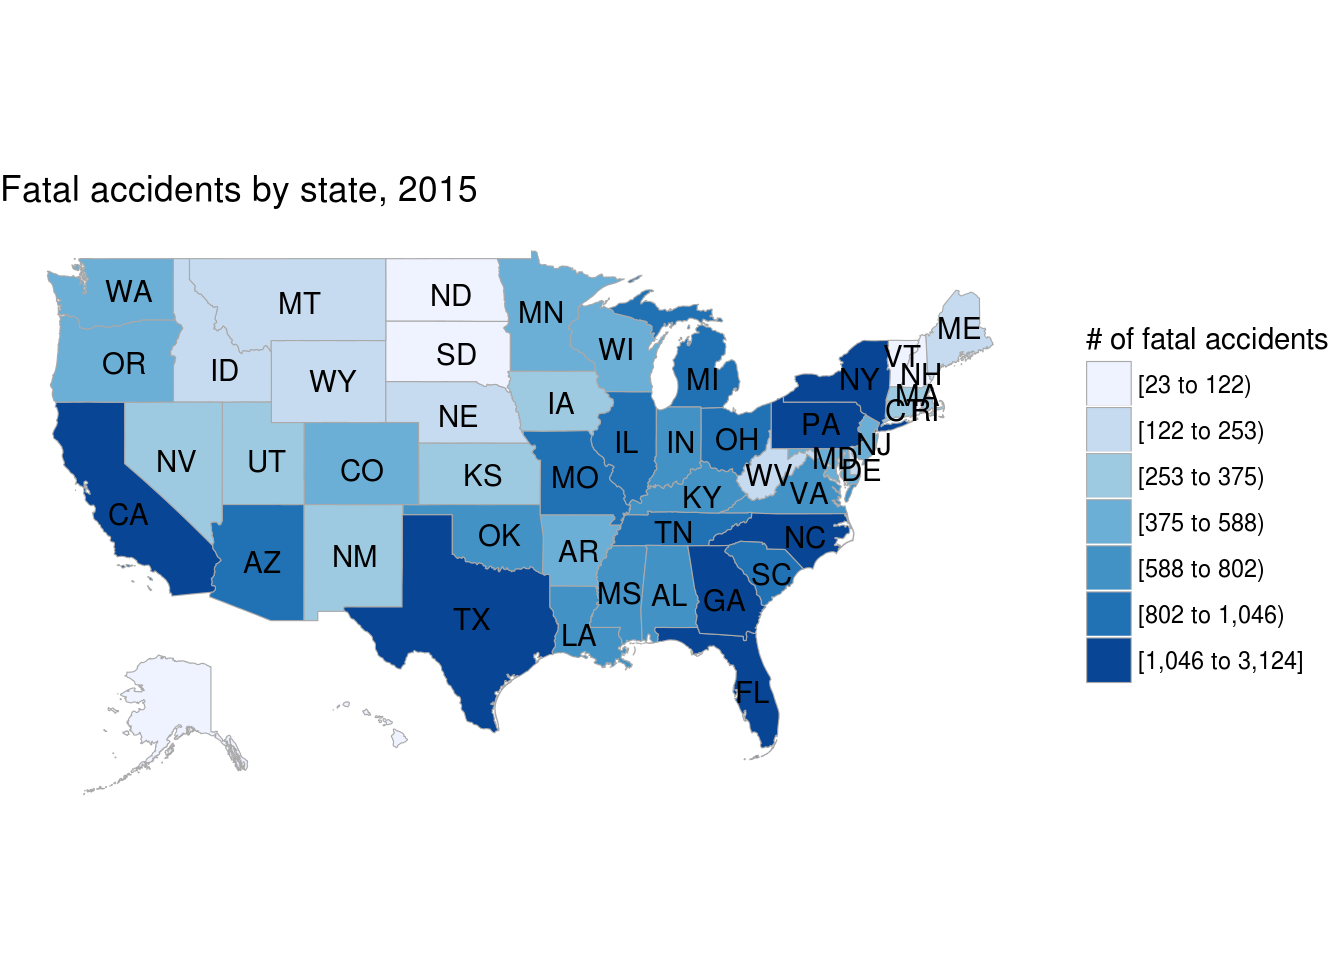 Fatal accidents by state, 2015
WA
MT
ND
MN
ME
OR
ID
SD
WI
VT
NH
WY
MI
NY
MA
NE
IA
CT
RI
NV
UT
CO
KS
MO
IL
IN
OH
PA
NJ
WV
MD
DE
CA
KY
VA
AZ
NM
OK
AR
TN
NC
TX
LA
MS
AL
GA
SC
FL
# of fatal accidents
[23 to 122)
[122 to 253)
[253 to 375)
[375 to 588)
[588 to 802)
[802 to 1,046)
[1,046 to 3,124]